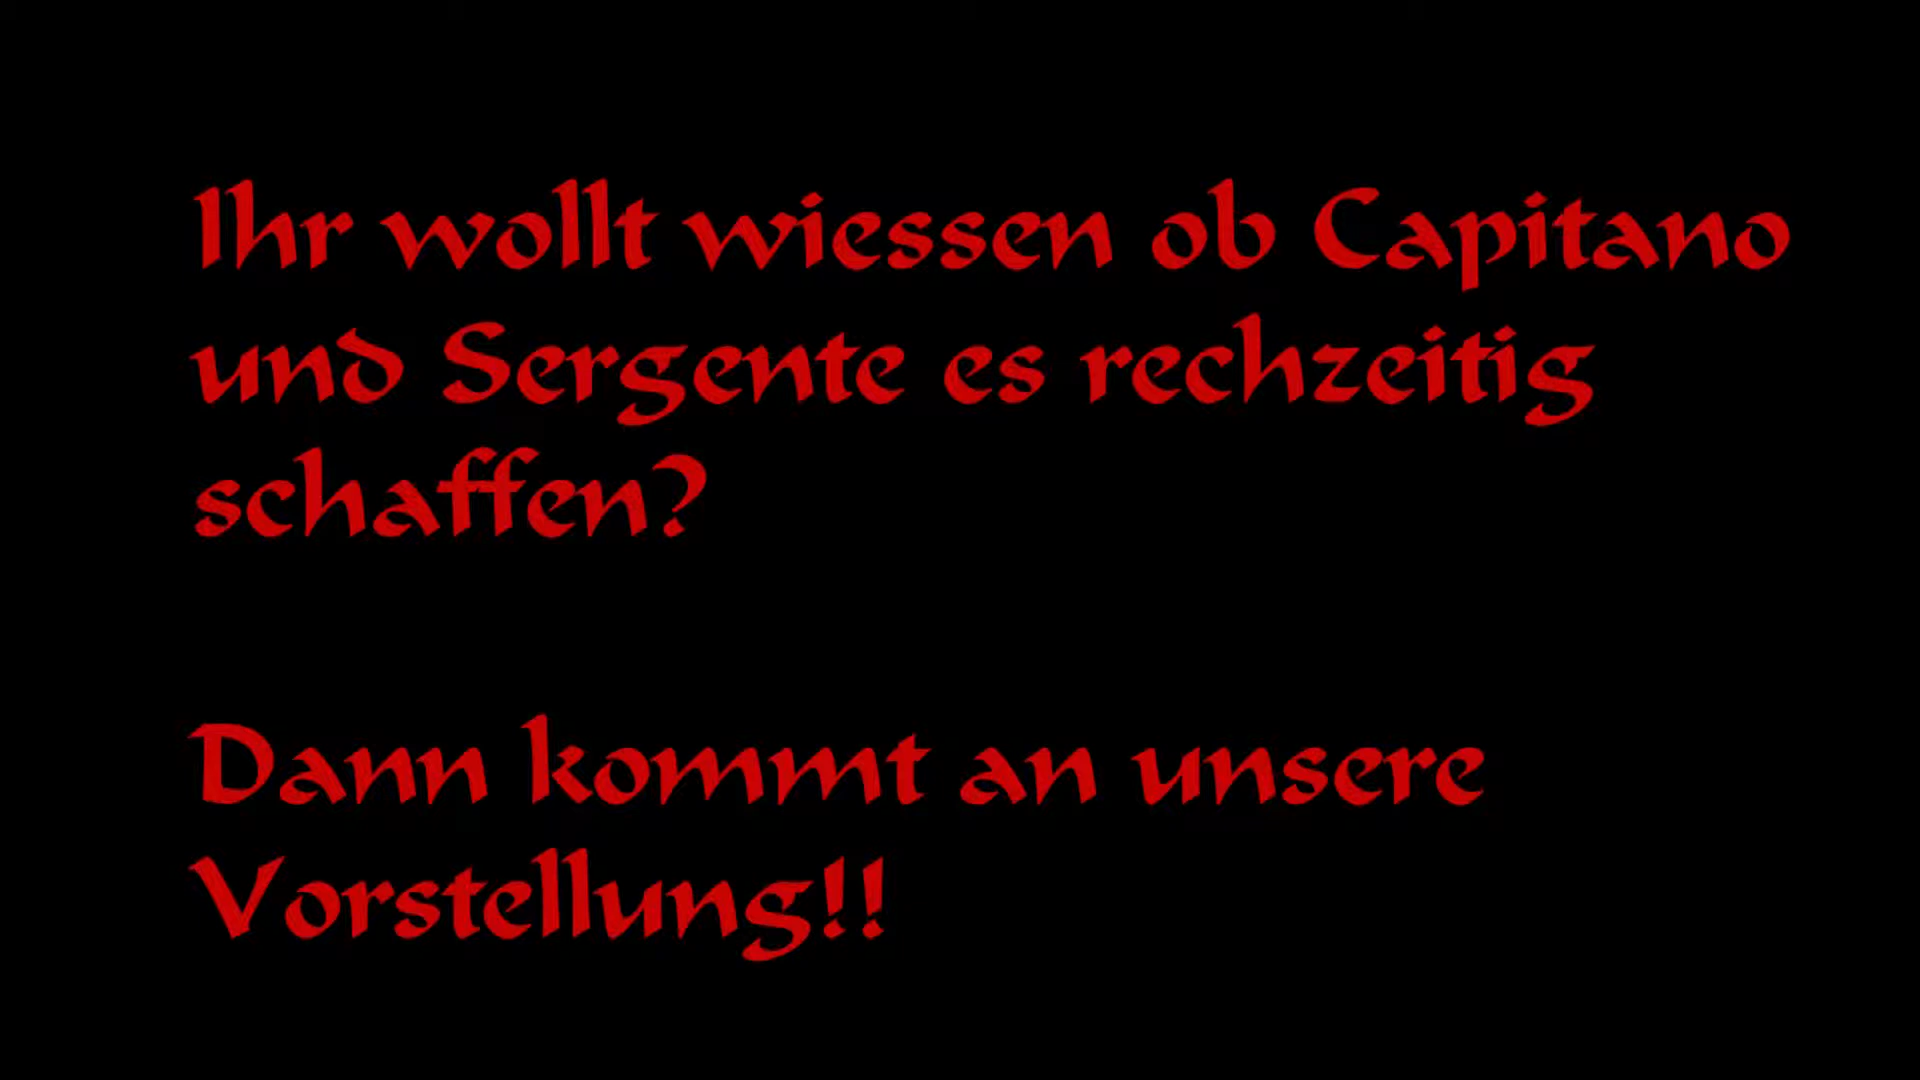 Ihr wollt wiessen ob Capitano
und Sergente es rechzeitig
schaffen?
Dann kommt an unsere
Vorstellung!!